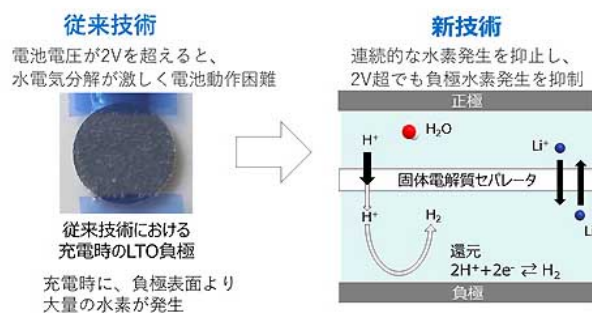 従来技術
電池電圧が2Vを超えると、
水電気分解が激しく電池動作困難
従来技術における
充電時のLTO負極
充電時に、負極表面より
大量の水素が発生
新技術
連続的な水素発生を抑止し、
2V超でも負極水素発生を抑制
正極
H⁺
H₂O
Li⁺
固体電解質セパレータ
H⁺
H₂
Li
還元
2H⁺+2e⁻ ⇄ H₂
負極